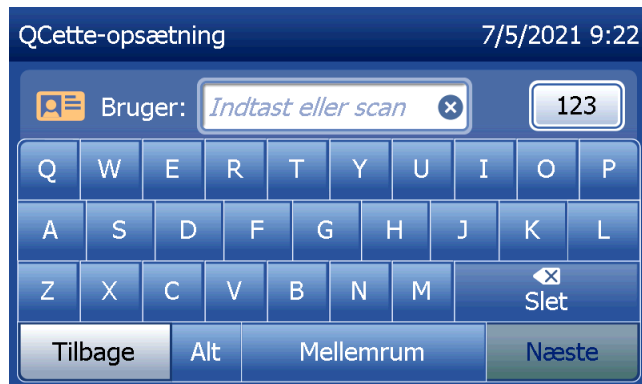 QCette-opsætning 7/5/2021 9:22
Bruger: Indtast eller scan 123
Q W E R T Y U I O P
A S D F G H J K L
Z X C V B N M Slet
Tilbage Alt Mellemrum Næste